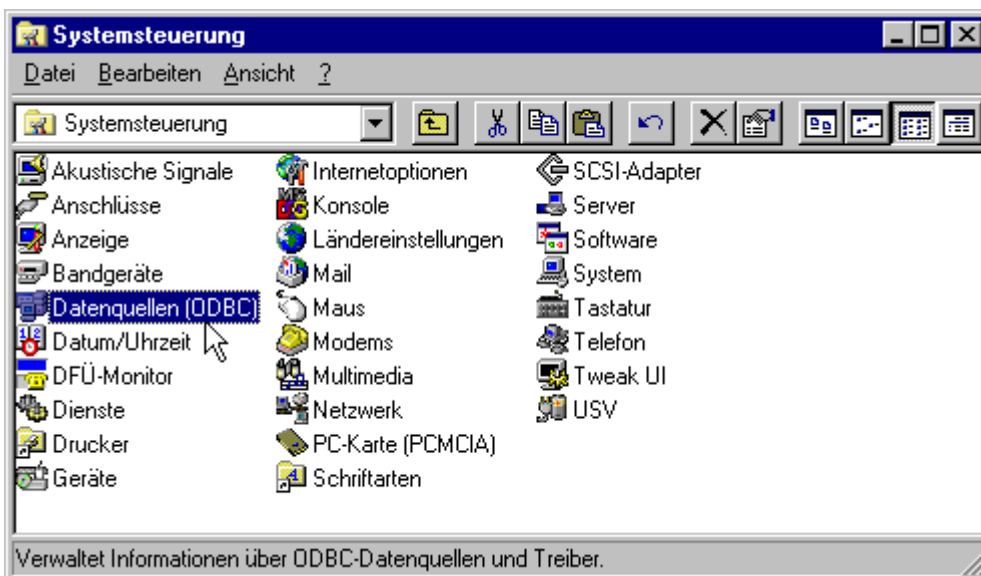 Systemsteuerung
Datei Bearbeiten Ansicht ?
Systemsteuerung
Akustische Signale
Anschlüsse
Anzeige
Bandgeräte
Datenquellen (ODBC)
Datum/Uhrzeit
DFÜ-Monitor
Dienste
Drucker
Geräte
Internetoptionen
Konsole
Ländereinstellungen
Mail
Maus
Modems
Multimedia
Netzwerk
PC-Karte (PCMCIA)
Schriftarten
SCSI-Adapter
Server
Software
System
Tastatur
Telefon
Tweak UI
USV
Verwaltet Informationen über ODBC-Datenquellen und Treiber.